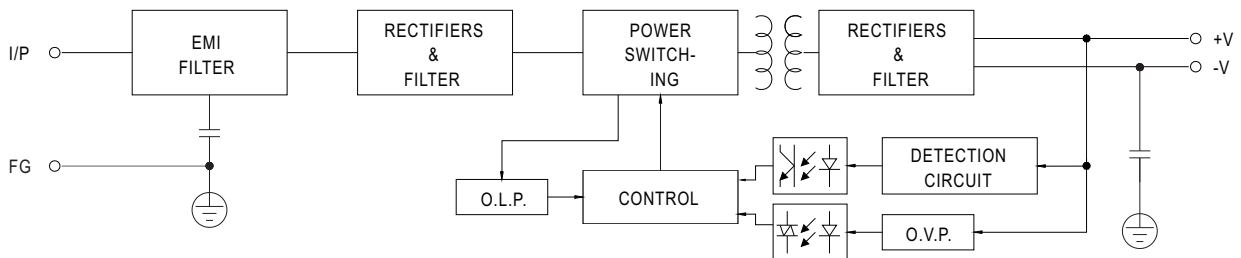 I/P
EMI
FILTER
RECTIFIERS
&
FILTER
POWER
SWITCH-
ING
RECTIFIERS
&
FILTER
+V
-V
FG
O.L.P.
CONTROL
DETECTION
CIRCUIT
O.V.P.